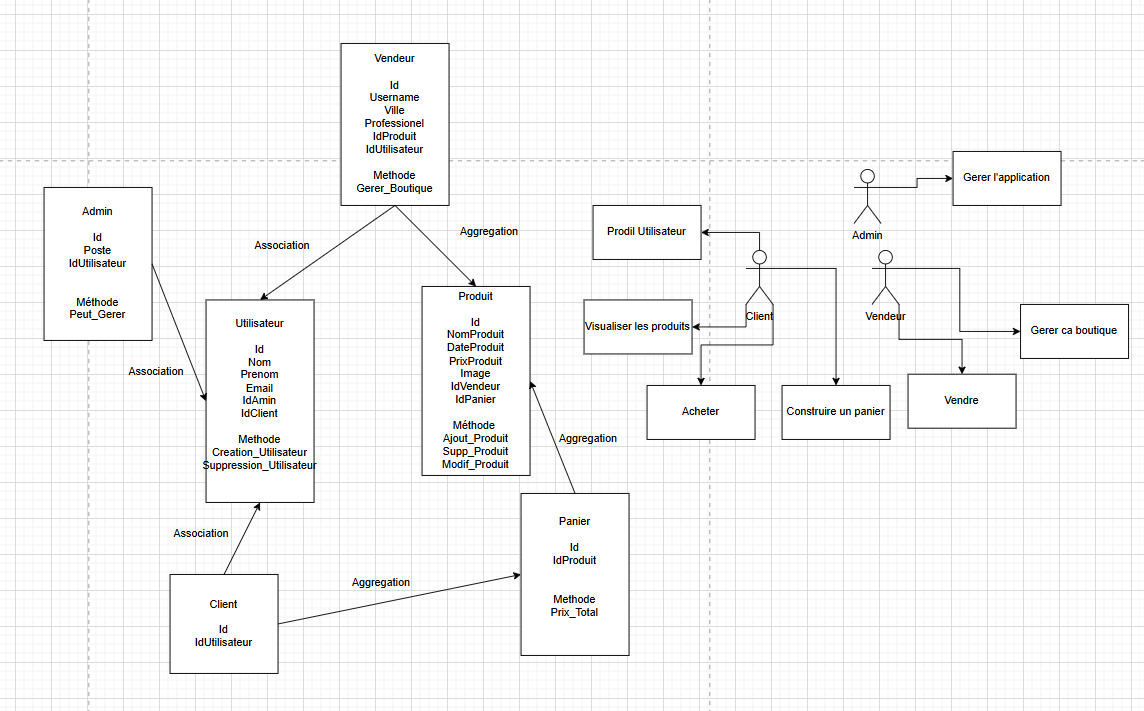 Vendeur
Id
Username
Ville
Professionel
IdProduit
IdUtilisateur
Methode
Gerer_Boutique
Admin
Id
Poste
IdUtilisateur
Méthode
Peut_Gerer
Association
Aggregation
Association
Utilisateur
Id
Nom
Prenom
Email
IdAmin
IdClient
Methode
Creation_Utilisateur
Suppression_Utilisateur
Produit
Id
NomProduit
DateProduit
PrixProduit
Image
IdVendeur
IdPanier
Méthode
Ajout_Produit
Supp_Produit
Modif_Produit
Aggregation
Association
Client
Id
IdUtilisateur
Aggregation
Panier
Id
IdProduit
Methode
Prix_Total
Gerer l'application
Admin
Prodil Utilisateur
Visualiser les produits
Client
Vendeur
Gerer ca boutique
Acheter
Construire un panier
Vendre